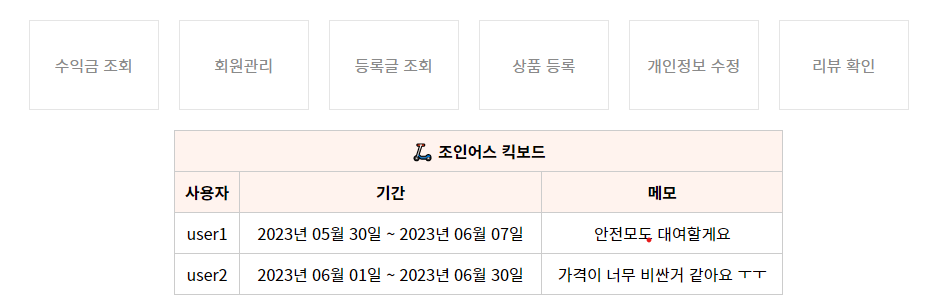 수익금 조회 회원관리 등록글 조회 상품 등록 개인정보 수정 리뷰 확인
조인어스 킥보드
사용자 기간 메모
user1 2023년 05월 30일 ~ 2023년 06월 07일 안전모도 대여할게요
user2 2023년 06월 01일 ~ 2023년 06월 30일 가격이 너무 비싼거 같아요 ㅜㅜ